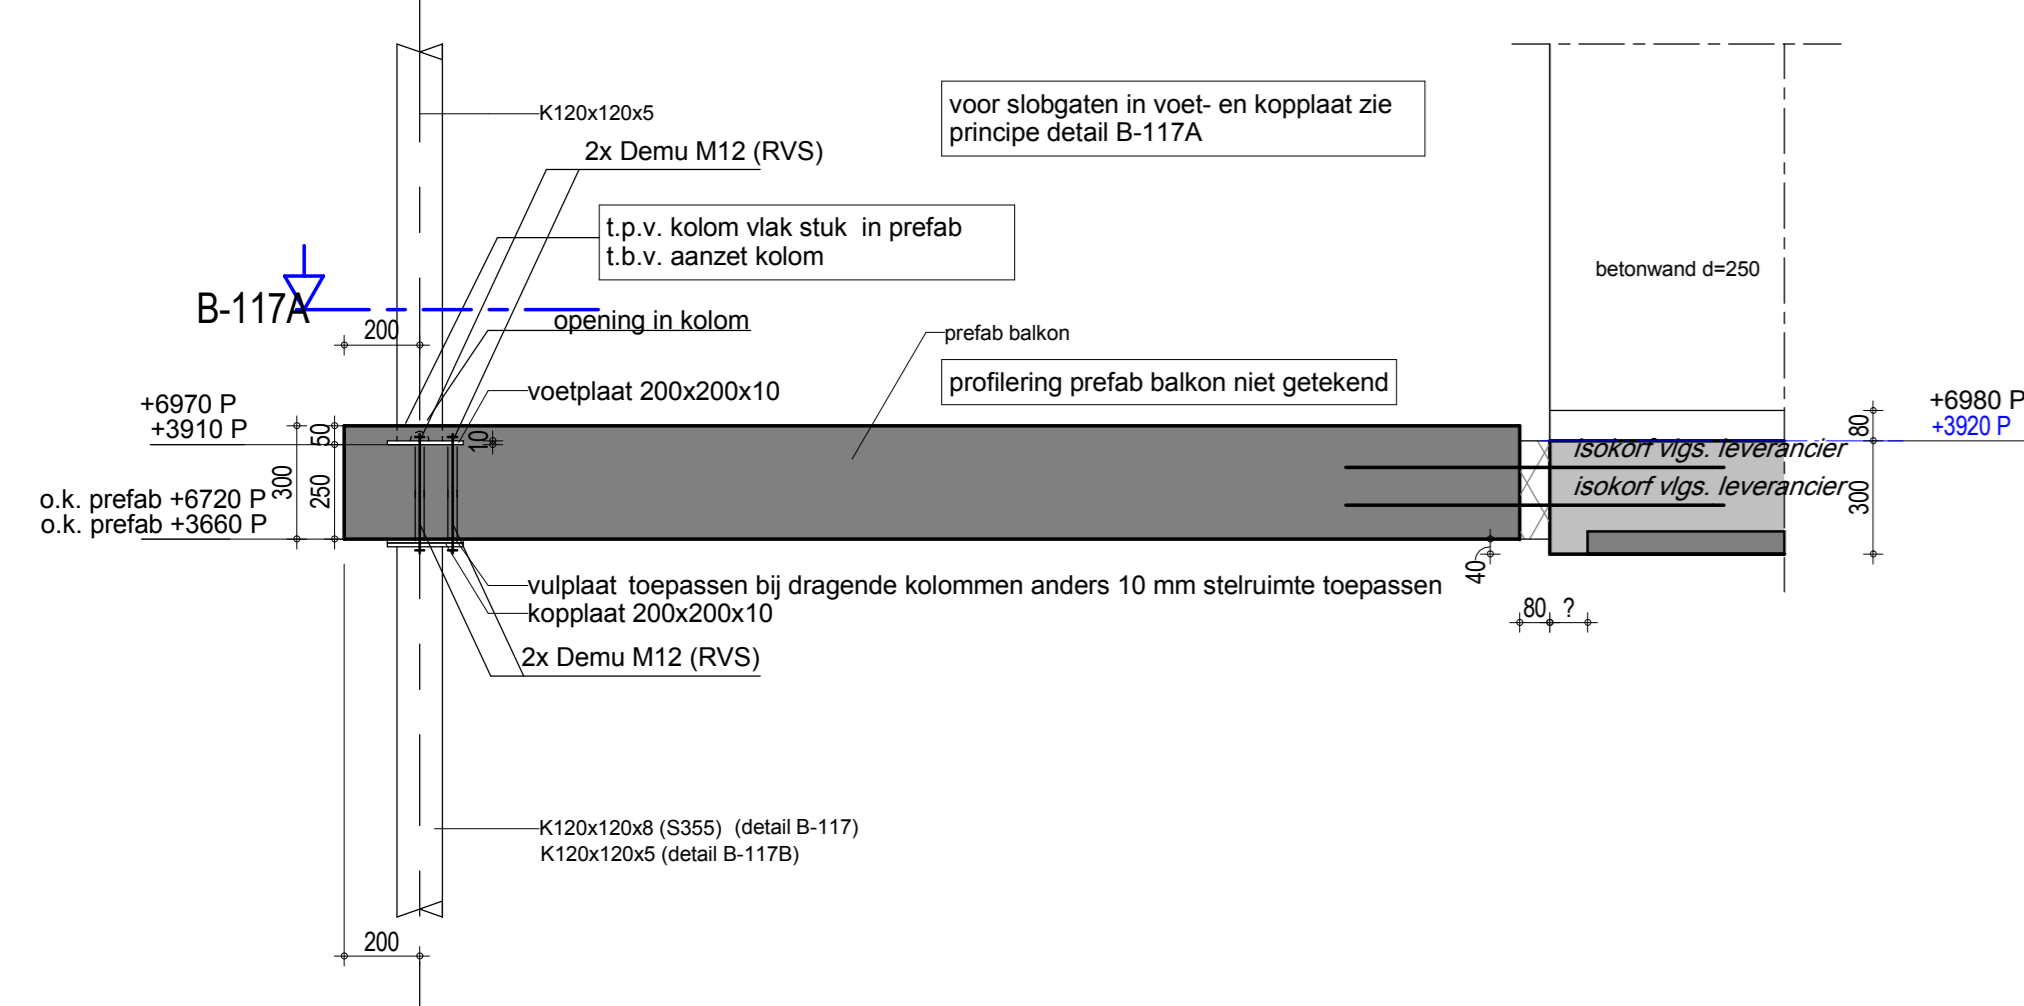 K120x120x5
2x Demu M12 (RVS)
voor slobgaten in voet- en kopplaat zie
principe detail B-117A
t.p.v. kolom vlak stuk in prefab
t.b.v. aanzet kolom
betonwand d=250
B-117A
200
opening in kolom
prefab balkon
voetplaat 200x200x10
profilering prefab balkon niet getekend
+6970 P
+3910 P
50
10
300
250
o.k. prefab +6720 P
o.k. prefab +3660 P
+6980 P
+3920 P
80
isokorf vlgs. leverancier
isokorf vlgs. leverancier
300
40
80
?
vulplaat toepassen bij dragende kolommen anders 10 mm stelruimte toepassen
kopplaat 200x200x10
2x Demu M12 (RVS)
K120x120x8 (S355) (detail B-117)
K120x120x5 (detail B-117B)
200